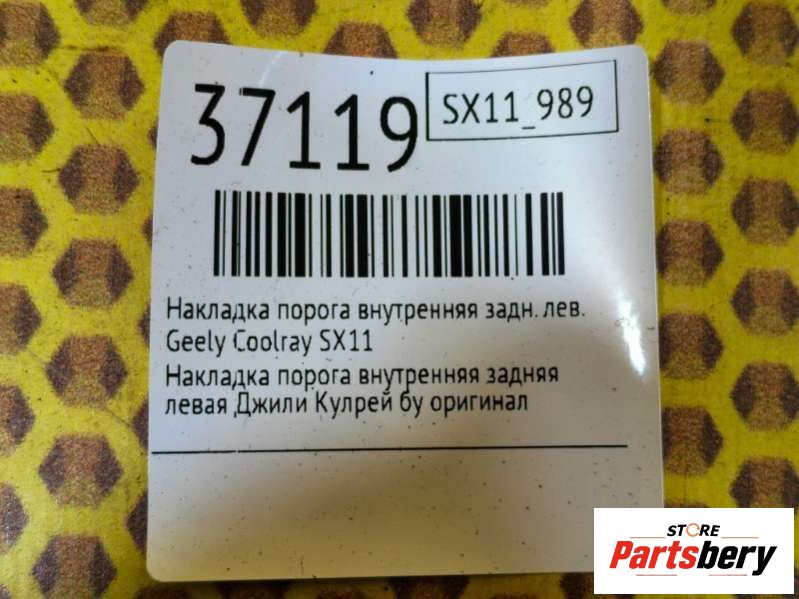 37119
SX11_989
Накладка порога внутренняя задн. лев.
Geely Coolray SX11
Накладка порога внутренняя задняя
левая Джили Кулрей бу оригинал
STORE
Partsbery